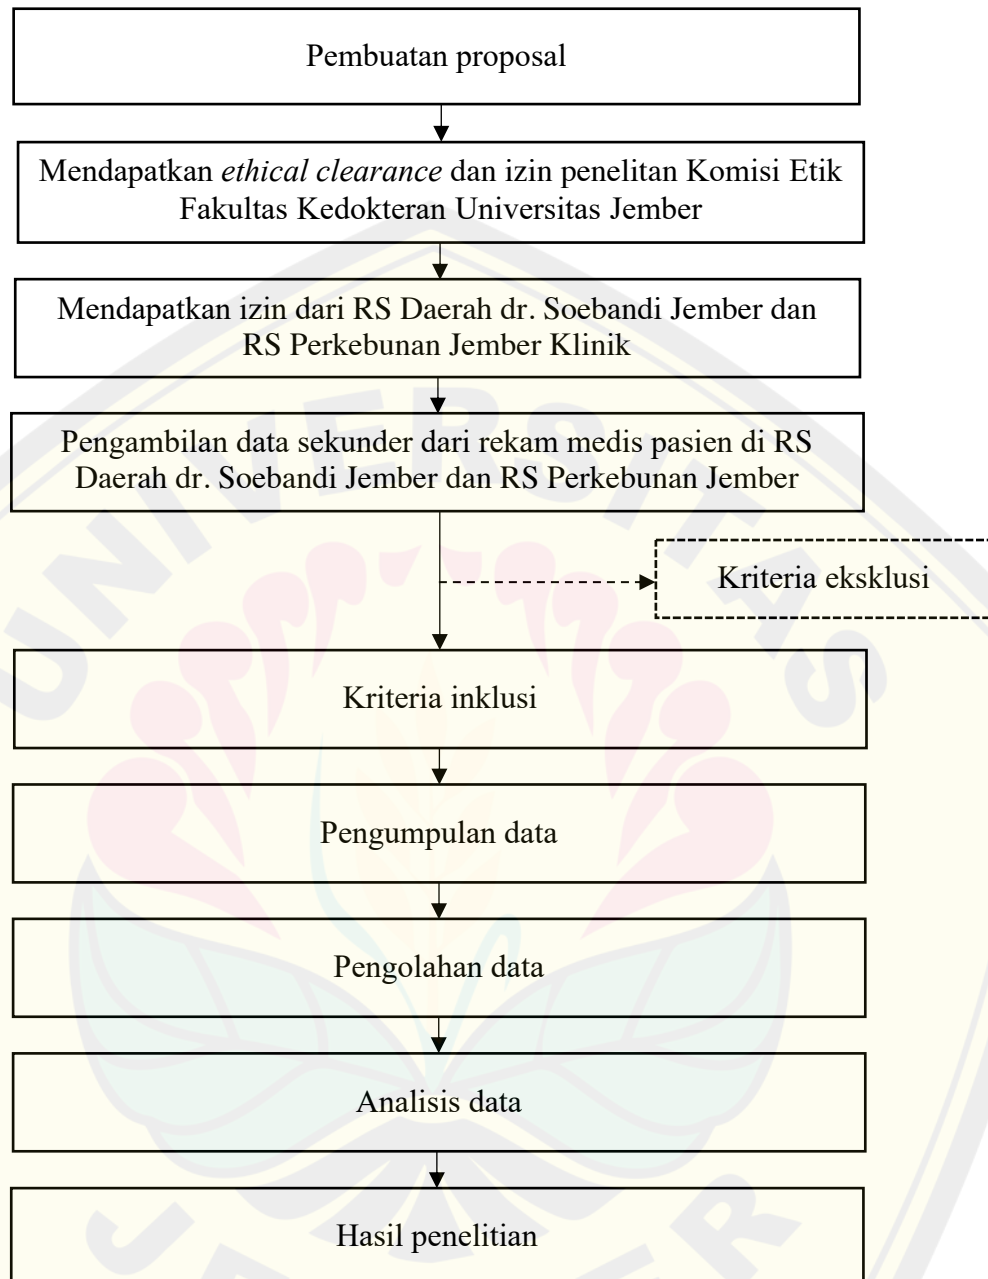 Pembuatan proposal
Mendapatkan ethical clearance dan izin penelitan Komisi Etik
Fakultas Kedokteran Universitas Jember
Mendapatkan izin dari RS Daerah dr. Soebandi Jember dan
RS Perkebunan Jember Klinik
Pengambilan data sekunder dari rekam medis pasien di RS
Daerah dr. Soebandi Jember dan RS Perkebunan Jember
UNIVERSITAS
Kriteria eksklusi
Kriteria inklusi
Pengumpulan data
Pengolahan data
Analisis data
Hasil penelitian